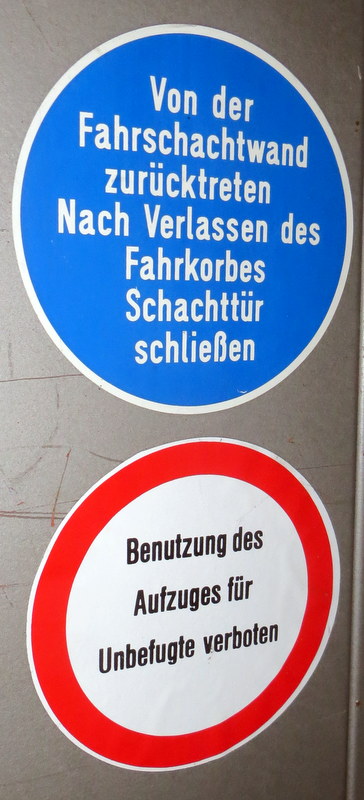 Von der
Fahrschachtwand
zurücktreten
Nach Verlassen des
Fahrkorbes
Schachttür
schließen
Benutzung des
Aufzuges für
Unbefugte verboten